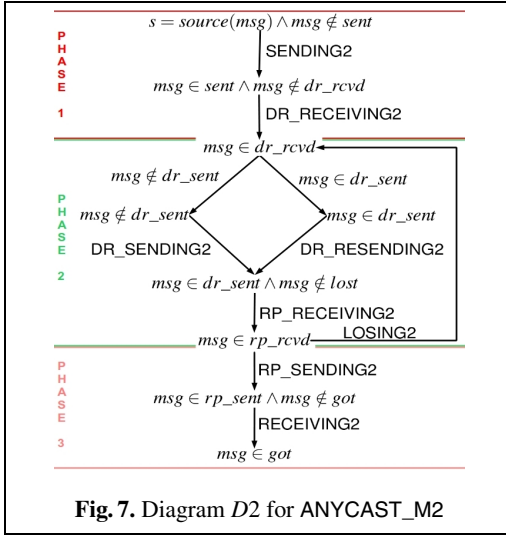 s = source(msg) ∧ msg ∉ sent
SENDING2
msg ∈ sent ∧ msg ∉ dr_rcvd
DR_RECEIVING2
PHASE 1
msg ∈ dr_rcvd
msg ∉ dr_sent
msg ∈ dr_sent
msg ∉ dr_sent
msg ∈ dr_sent
DR_SENDING2
DR_RESENDING2
msg ∈ dr_sent ∧ msg ∉ lost
RP_RECEIVING2
LOSING2
msg ∈ rp_rcvd
PHASE 2
RP_SENDING2
msg ∈ rp_sent ∧ msg ∉ got
RECEIVING2
msg ∈ got
PHASE 3
Fig. 7. Diagram D2 for ANYCAST_M2